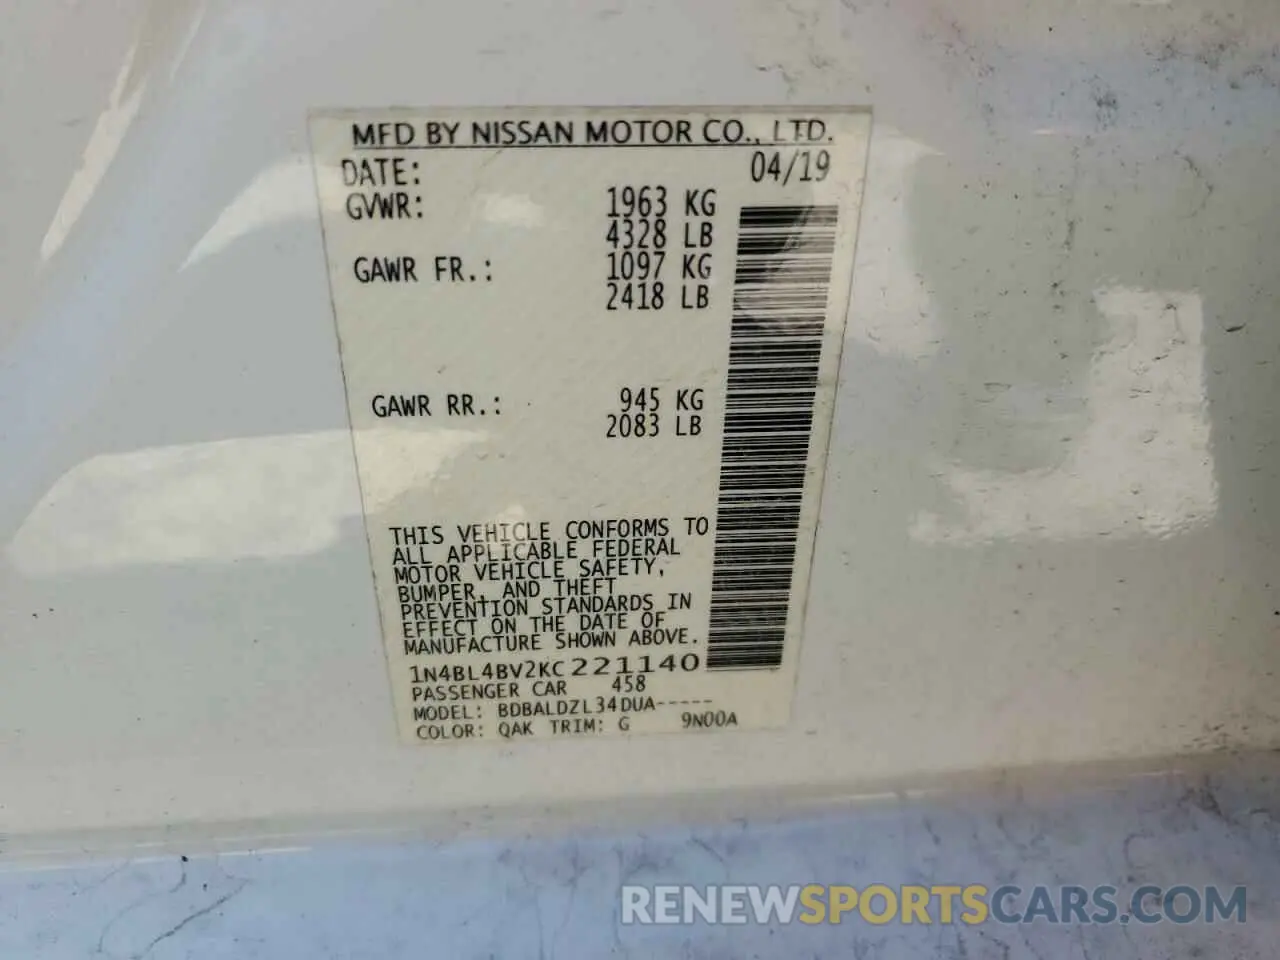 MFD BY NISSAN MOTOR CO., LTD.
DATE: 04/19
GVWR: 1963 KG
4328 LB
GAWR FR.: 1097 KG
2418 LB
GAWR RR.: 945 KG
2083 LB
THIS VEHICLE CONFORMS TO
ALL APPLICABLE FEDERAL
MOTOR VEHICLE SAFETY,
BUMPER, AND THEFT
PREVENTION STANDARDS IN
EFFECT ON THE DATE OF
MANUFACTURE SHOWN ABOVE.
1N4BL4BV2KC221140
PASSENGER CAR 458
MODEL: BDBALDZL34DUA-----
COLOR: QAK TRIM: G 9N00A
RENEWSPORTSCARS.COM